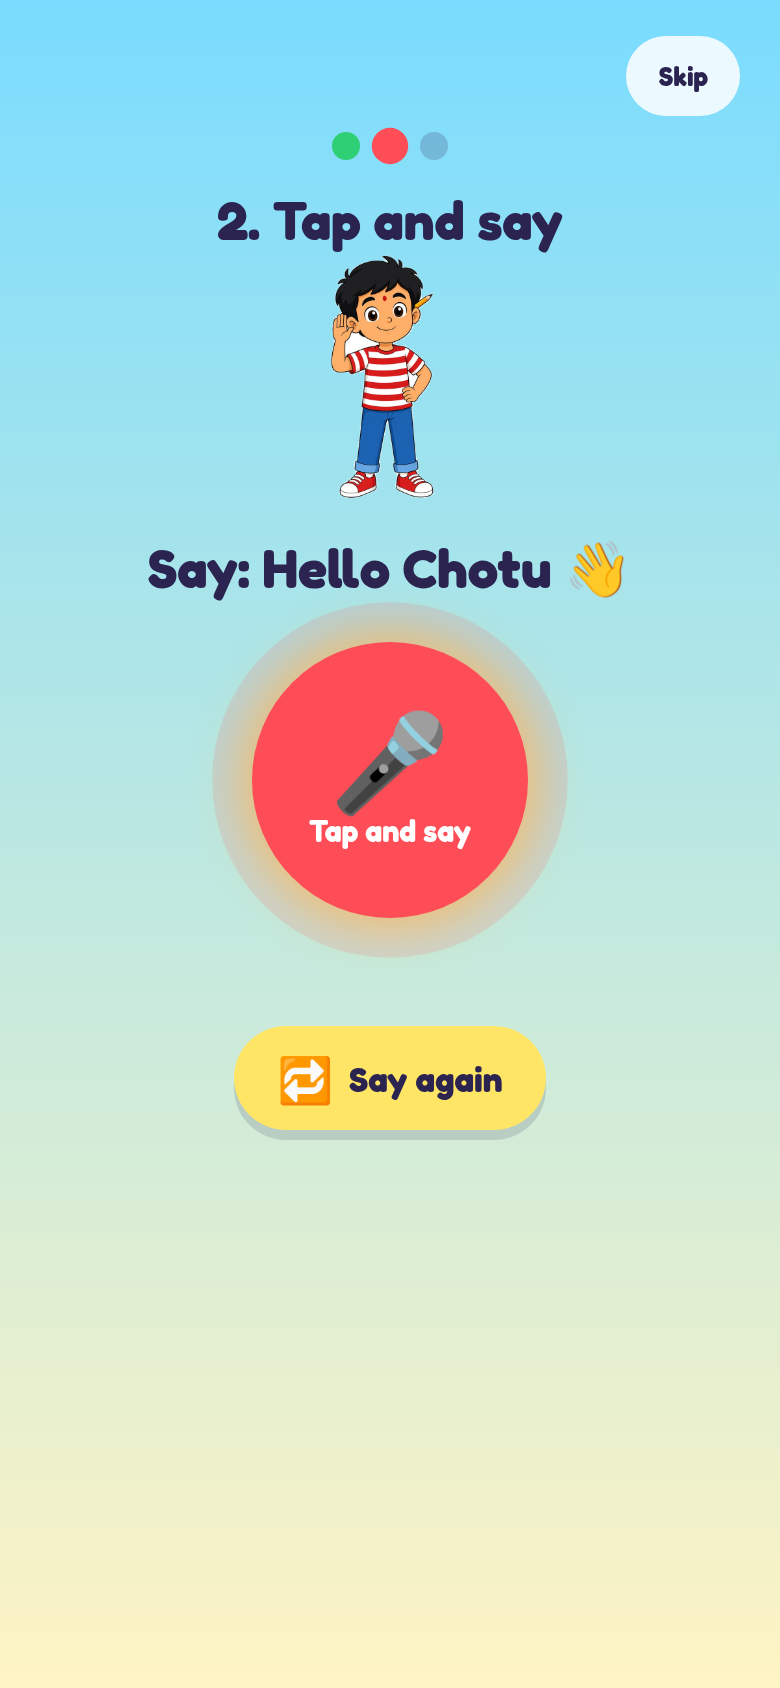 Skip
2. Tap and say
Say: Hello Chotu 👋
Tap and say
Say again